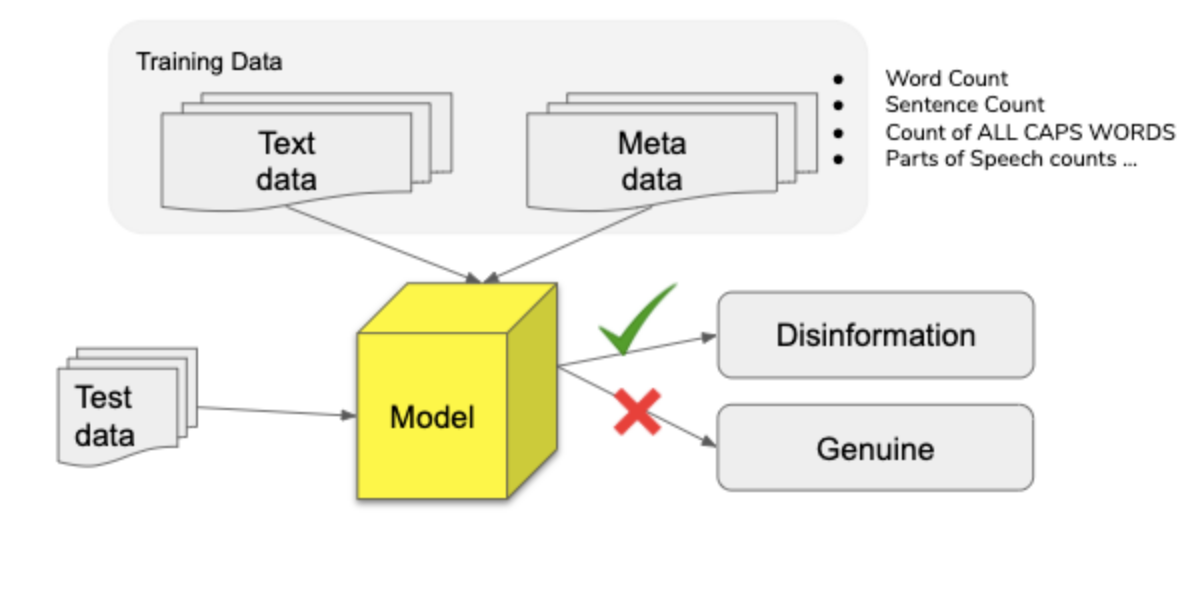 Training Data
Text
data
Meta
data
Word Count
Sentence Count
Count of ALL CAPS WORDS
Parts of Speech counts ...
Test
data
Model
Disinformation
Genuine